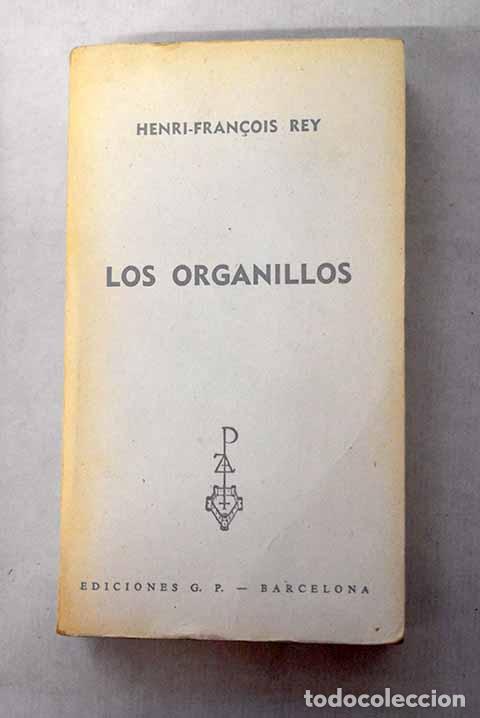 HENRI-FRANÇOIS REY
LOS ORGANILLOS
P
Z
EDICIONES G. P. — BARCELONA
todocoleccion